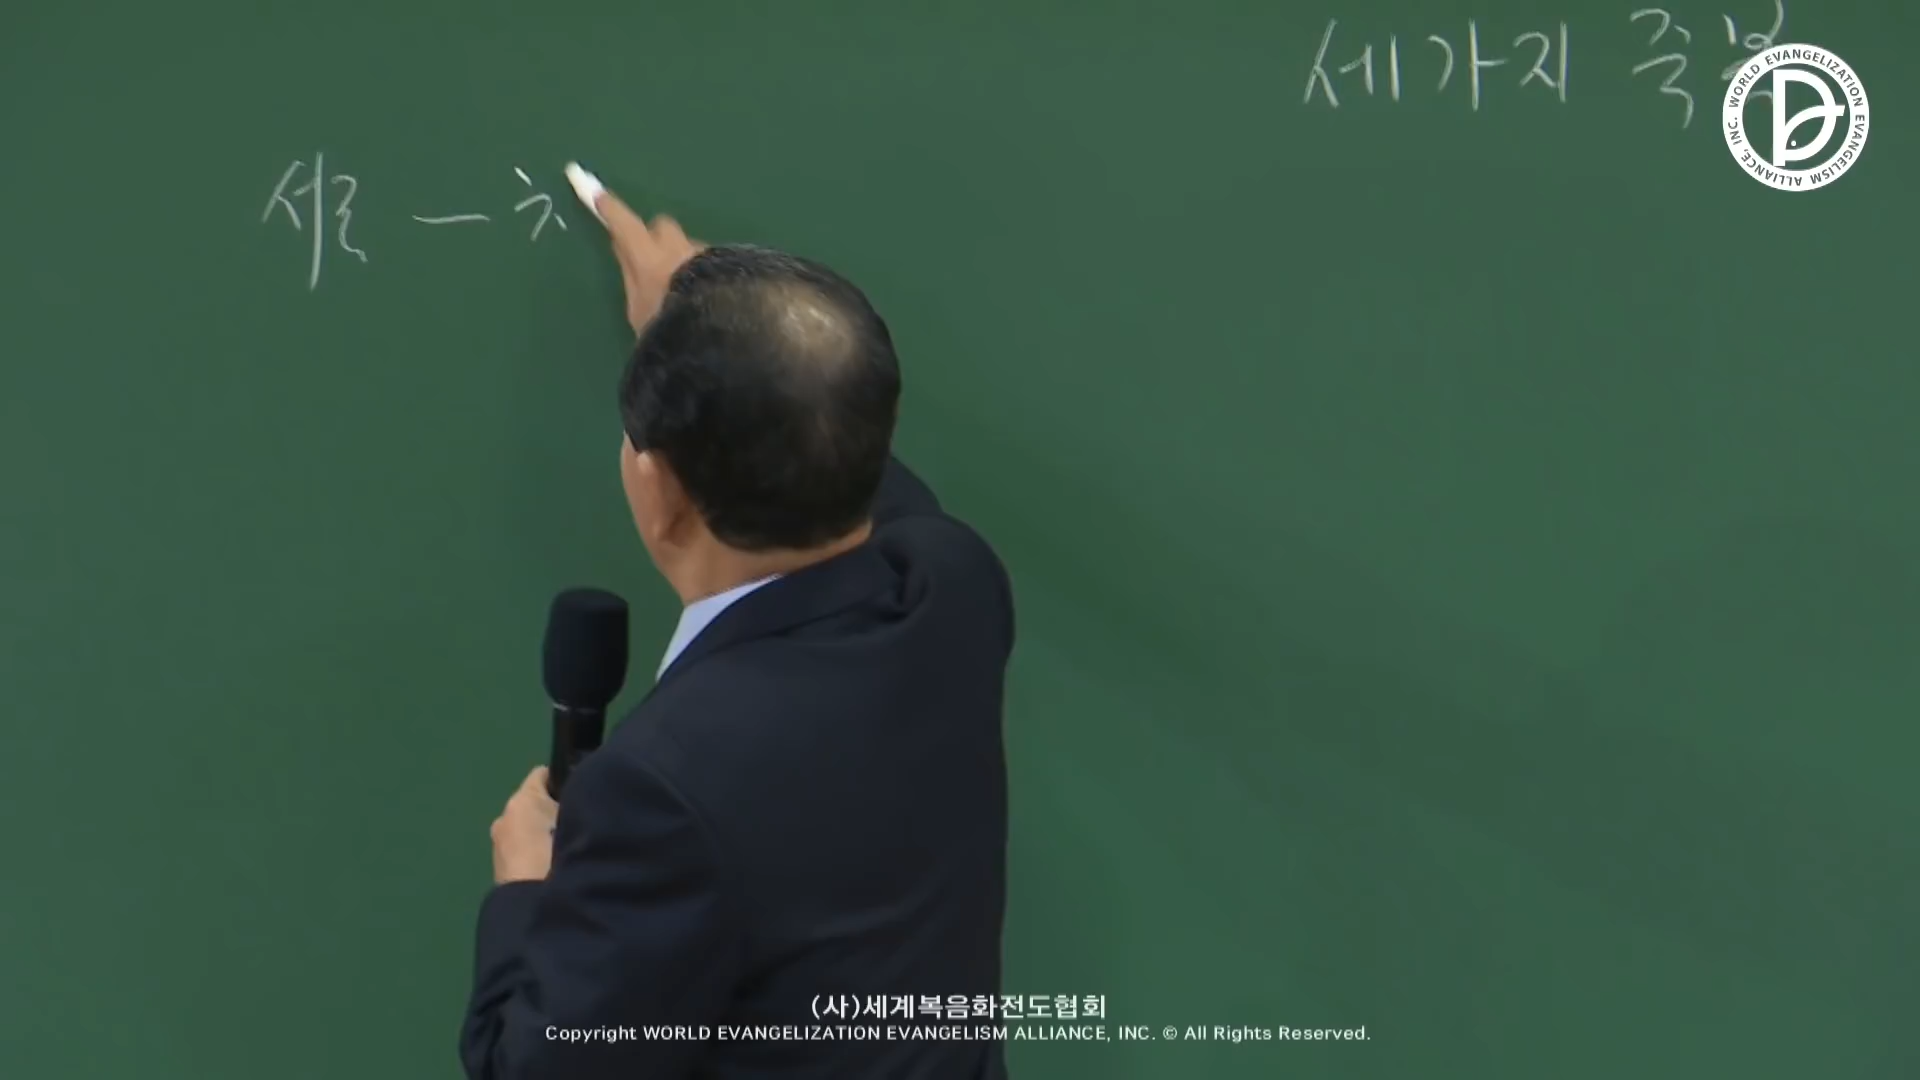 세가지 축복
서론 —
WORLD EVANGELIZATION EVANGELISM ALLIANCE, INC.
(사)세계복음화전도협회
Copyright WORLD EVANGELIZATION EVANGELISM ALLIANCE, INC. © All Rights Reserved.